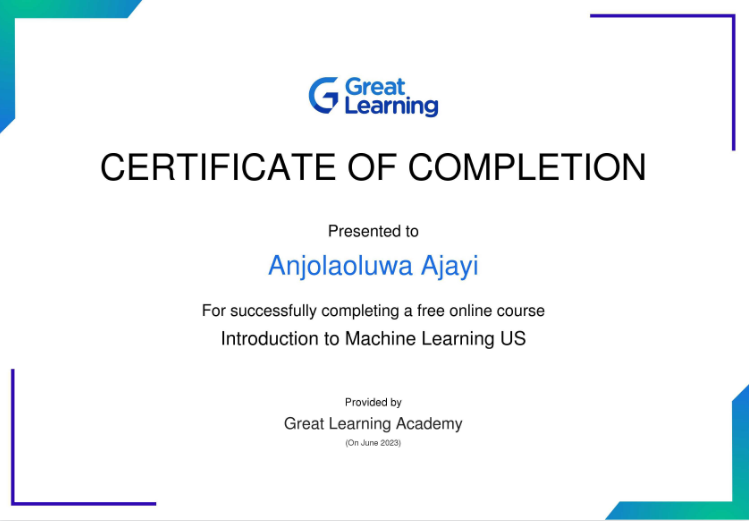 Great
Learning
CERTIFICATE OF COMPLETION
Presented to
Anjolaoluwa Ajayi
For successfully completing a free online course
Introduction to Machine Learning US
Provided by
Great Learning Academy
(On June 2023)